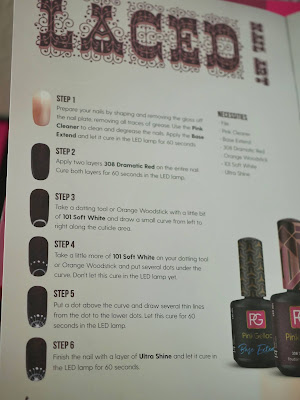 LACED
NAIL ART
STEP 1
Prepare your nails by shaping and removing the gloss off
the nail plate, removing all traces of grease. Use the Pink
Cleaner to clean and degrease the nails. Apply the Base
Extend and let it cure in the LED lamp for 60 seconds.
NECESSITIES
File
Pink Cleaner
Base Extend
308 Dramatic Red
Orange Woodstick
101 Soft White
Ultra Shine
STEP 2
Apply two layers 308 Dramatic Red on the entire nail.
Cure both layers for 60 seconds in the LED lamp.
STEP 3
Take a dotting tool or Orange Woodstick with a little bit
of 101 Soft White and draw a small curve from left to
right along the cuticle area.
STEP 4
Take a little more of 101 Soft White on your dotting tool
or Orange Woodstick and put several dots under the
curve. Don't let this cure in the LED lamp yet.
STEP 5
Put a dot above the curve and draw several thin lines
from the dot to the lower dots. Let this cure for 60
seconds in the LED lamp.
STEP 6
Finish the nails with a layer of Ultra Shine and let it cure
in the LED lamp for 60 seconds.
PG
Pink Gellac
Base Extend
PG
Pink
308